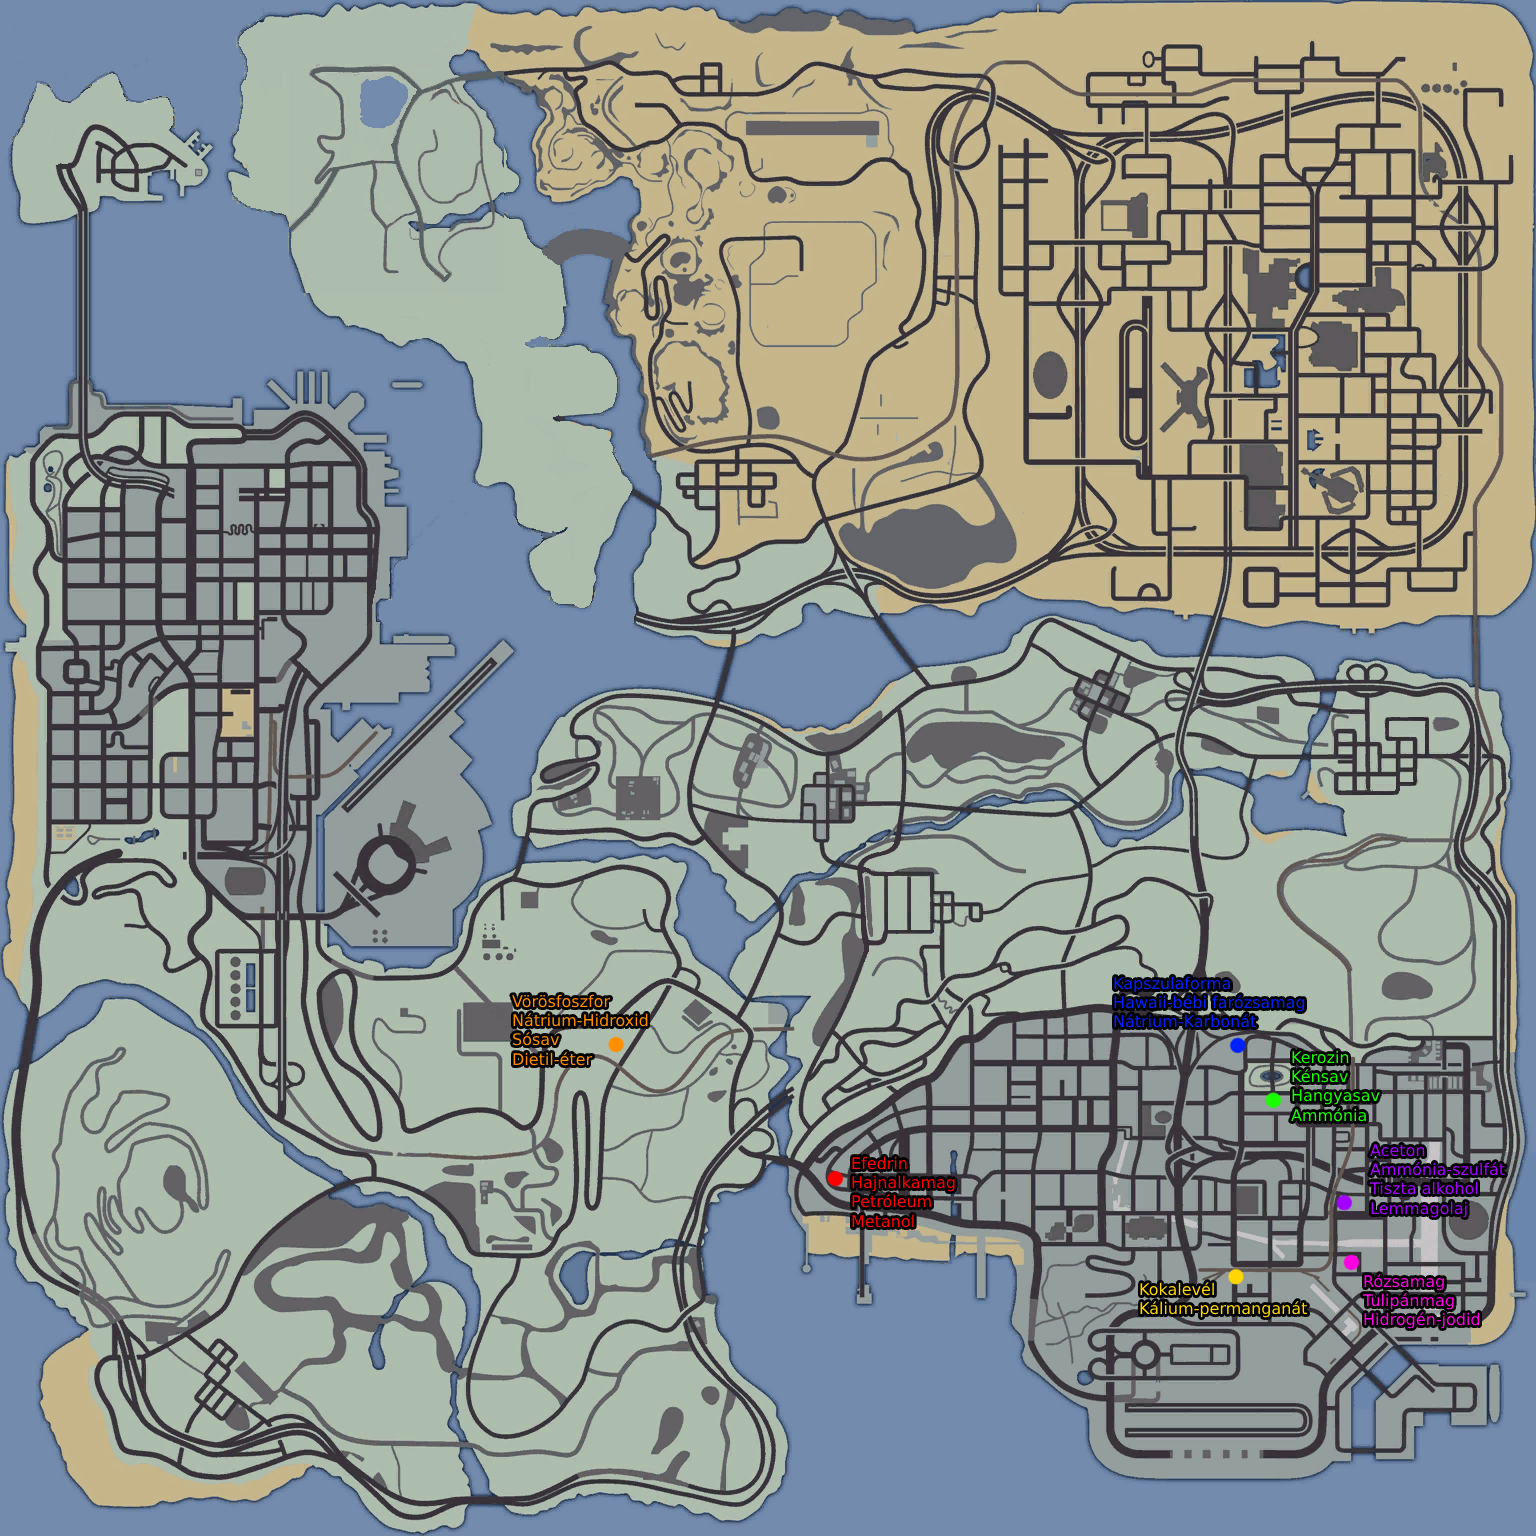 Kapszulaforma
Hawaii-bébi farózsamag
Nátrium-Karbonát
Vörösfoszfor
Nátrium-Hidroxid
Sósav
Dietil-éter
Kerozin
Kénsav
Hangyasav
Ammónia
Efedrin
Hajnalkamag
Petróleum
Metanol
Aceton
Ammónia-szulfát
Tiszta alkohol
Lemmagolaj
Kokalevél
Kálium-permanganát
Rózsamag
Tulipánmag
Hidrogén-jodid